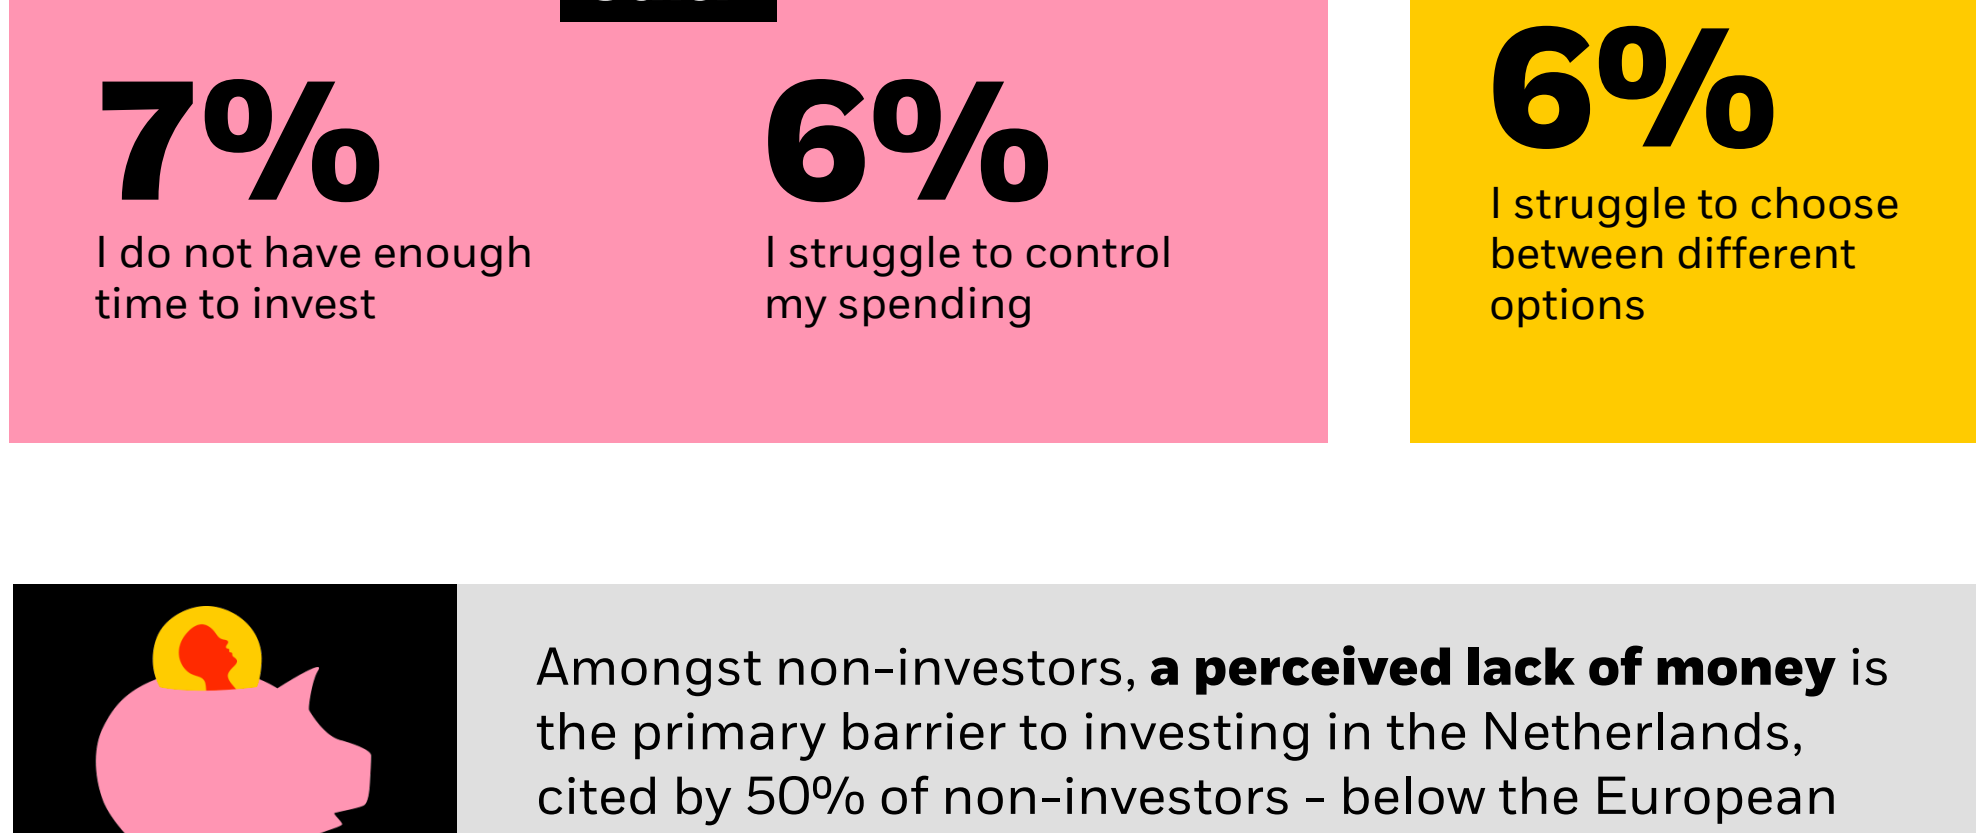 7%
I do not have enough
time to invest
6%
I struggle to control
my spending
6%
I struggle to choose
between different
options
Amongst non-investors, a perceived lack of money is
the primary barrier to investing in the Netherlands,
cited by 50% of non-investors - below the European